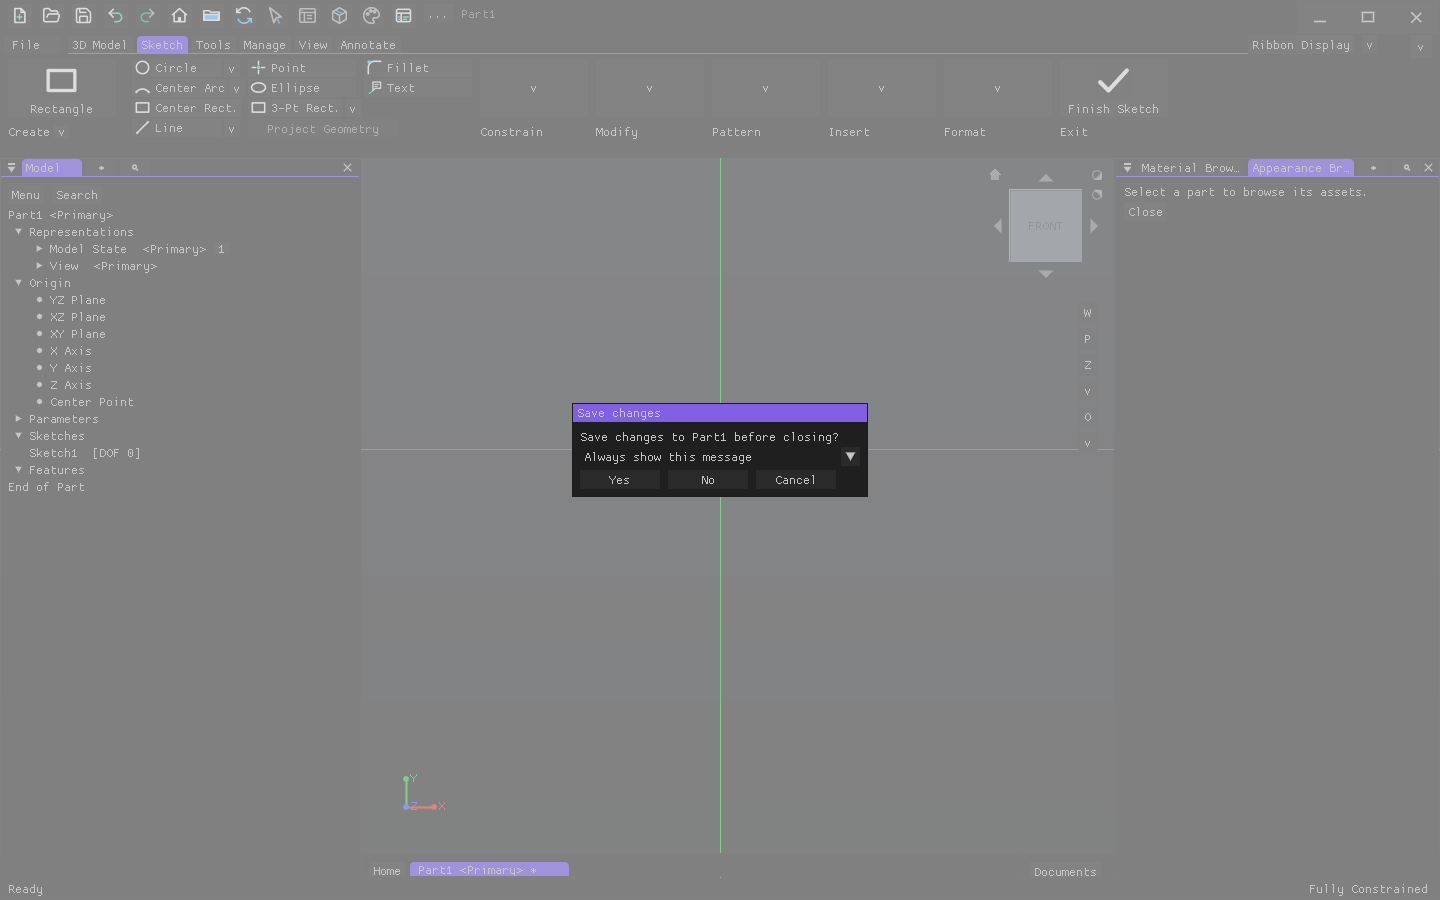 ... Part1
File 3D Model Sketch Tools Manage View Annotate Ribbon Display v v
Circle v Point Fillet
Center Arc v Ellipse Text v v v v v
Rectangle Center Rect. 3-Pt Rect. v Finish Sketch
Line v Project Geometry
Create v Constrain Modify Pattern Insert Format Exit
Model Material Brow… Appearance Br…
Menu Search
Select a part to browse its assets.
Close
Part1 <Primary>
Representations
Model State <Primary> 1
View <Primary>
Origin
YZ Plane
XZ Plane
XY Plane
X Axis
Y Axis
Z Axis
Center Point
Parameters
Sketches
Sketch1 [DOF 0]
Features
End of Part
FRONT
W
P
Z
v
O
v
Save changes
Save changes to Part1 before closing?
Always show this message
Yes No Cancel
Y
Z X
Home Part1 <Primary> * Documents
Ready Fully Constrained